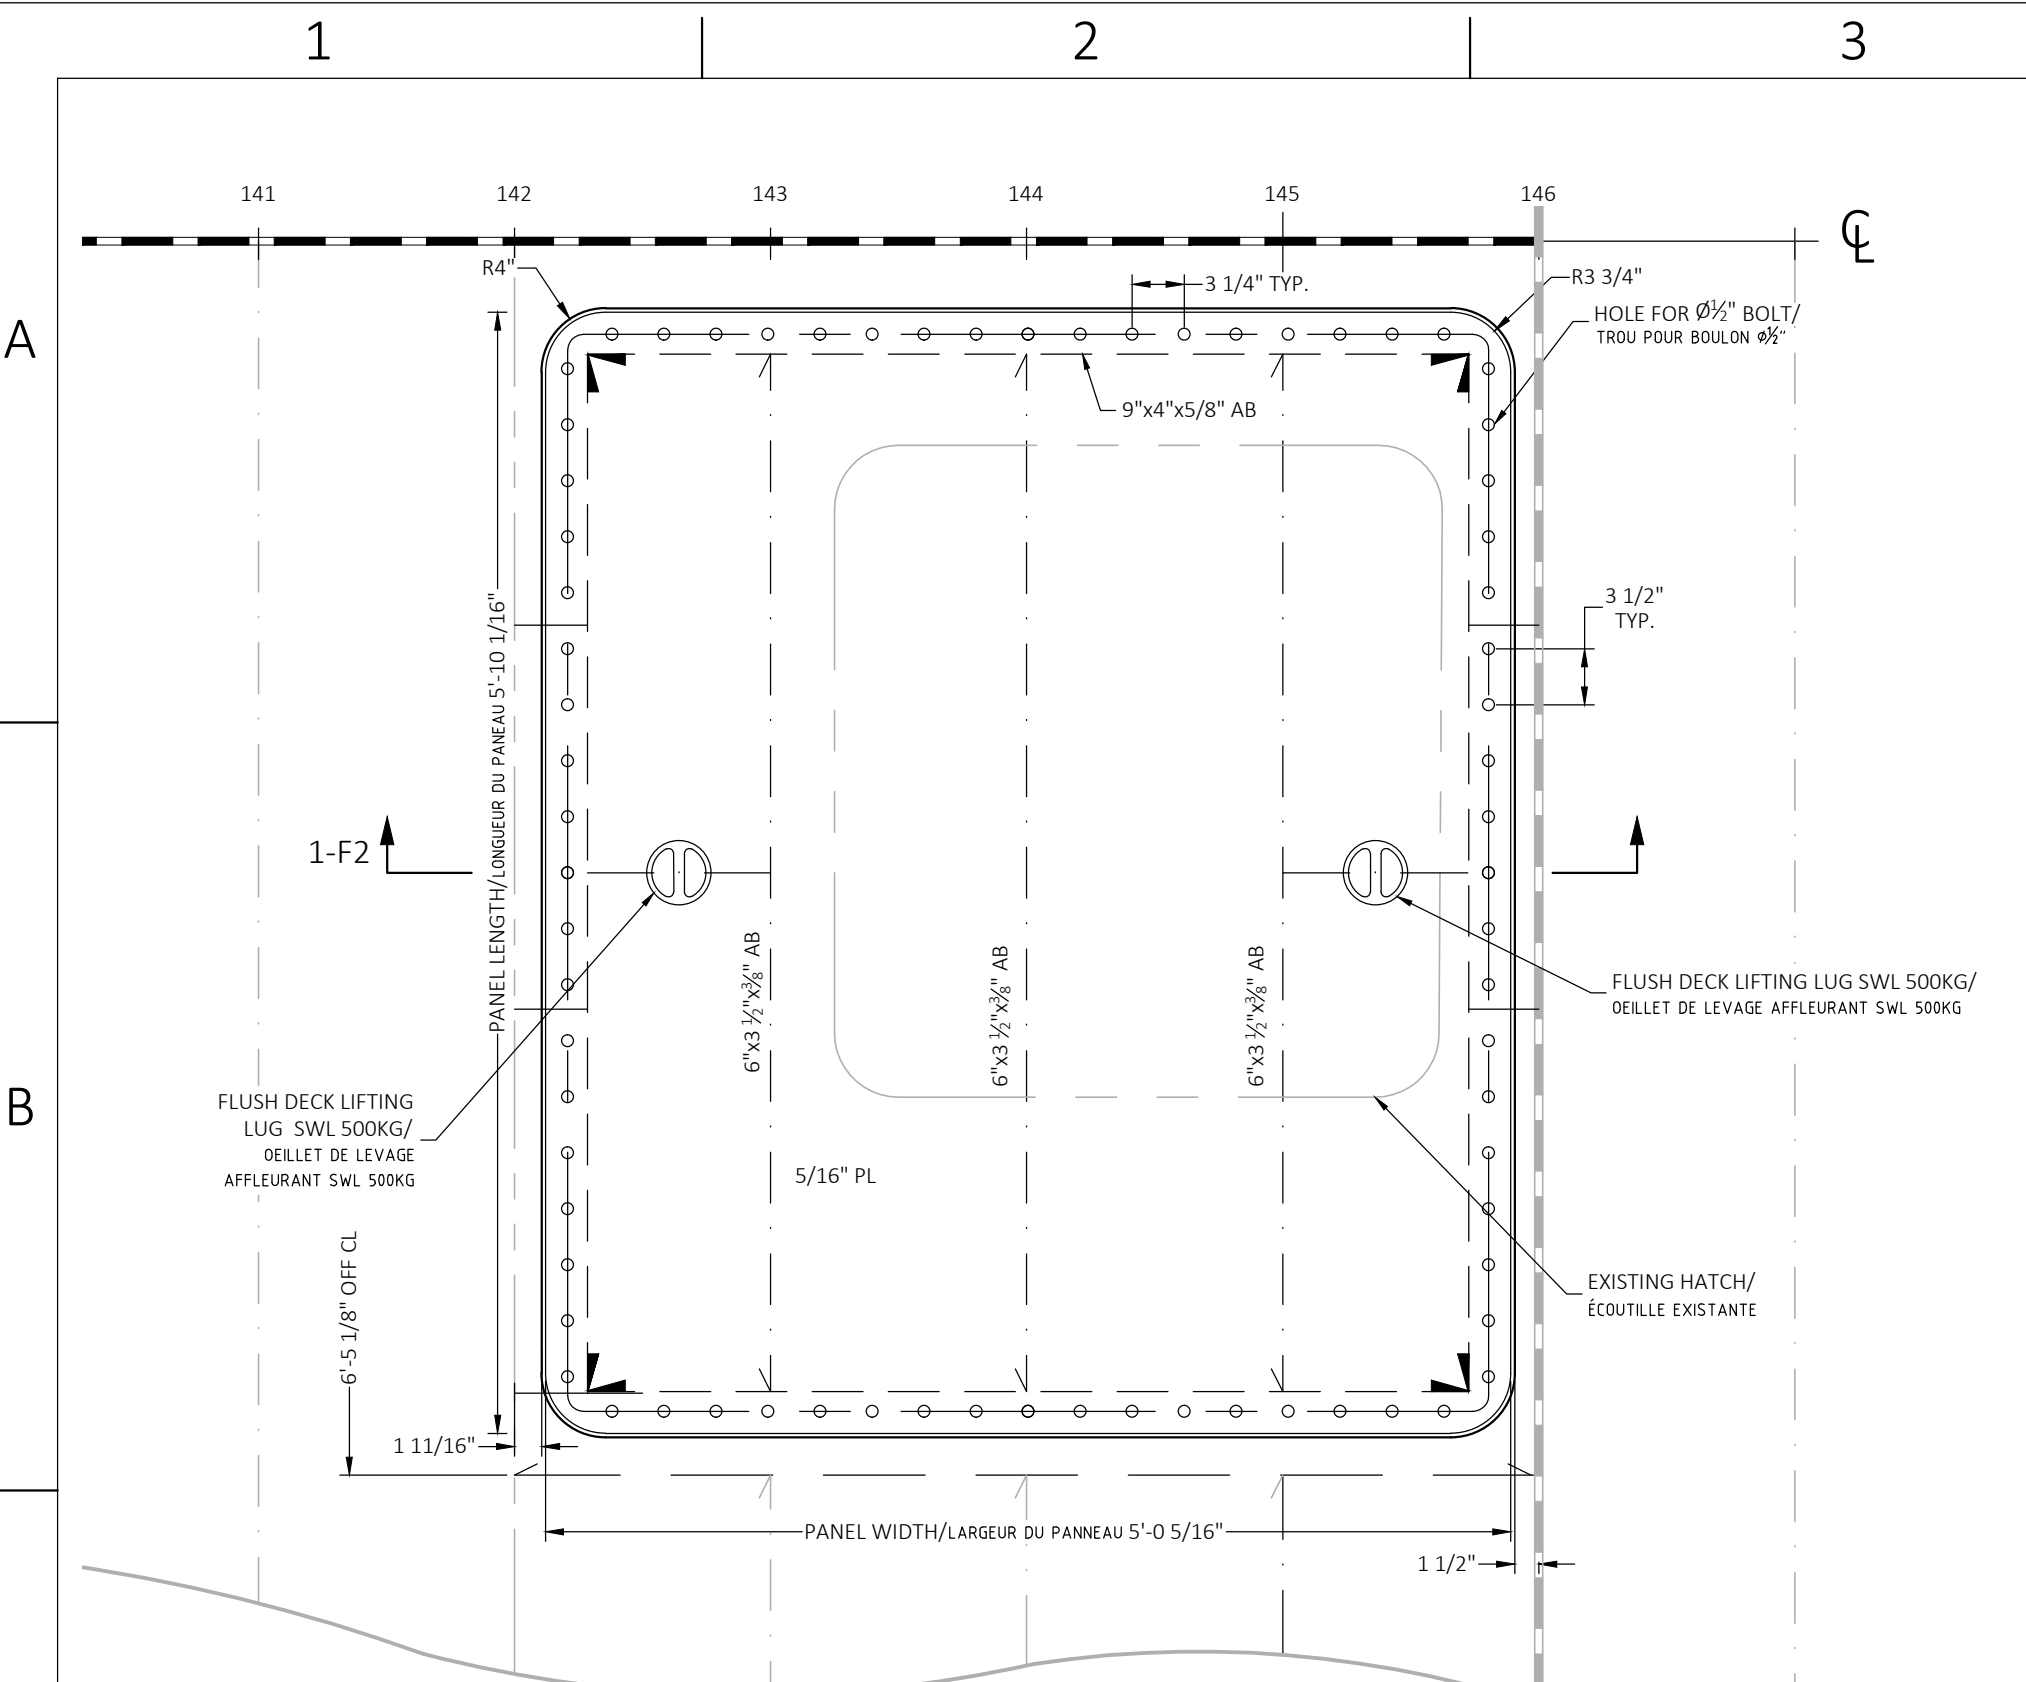 1
2
3
A
B
141
142
143
144
145
146
℄
R4"
3 1/4" TYP.
R3 3/4"
HOLE FOR Ø½" BOLT/
TROU POUR BOULON ø½"
9"x4"x5/8" AB
3 1/2"
TYP.
PANEL LENGTH/LONGUEUR DU PANEAU 5'-10 1/16"
1-F2
6"x3 ½"x⅜" AB
6"x3 ½"x⅜" AB
6"x3 ½"x⅜" AB
FLUSH DECK LIFTING LUG SWL 500KG/
OEILLET DE LEVAGE AFFLEURANT SWL 500KG
FLUSH DECK LIFTING
LUG SWL 500KG/
OEILLET DE LEVAGE
AFFLEURANT SWL 500KG
5/16" PL
6'-5 1/8" OFF CL
EXISTING HATCH/
ÉCOUTILLE EXISTANTE
1 11/16"
PANEL WIDTH/LARGEUR DU PANNEAU 5'-0 5/16"
1 1/2"